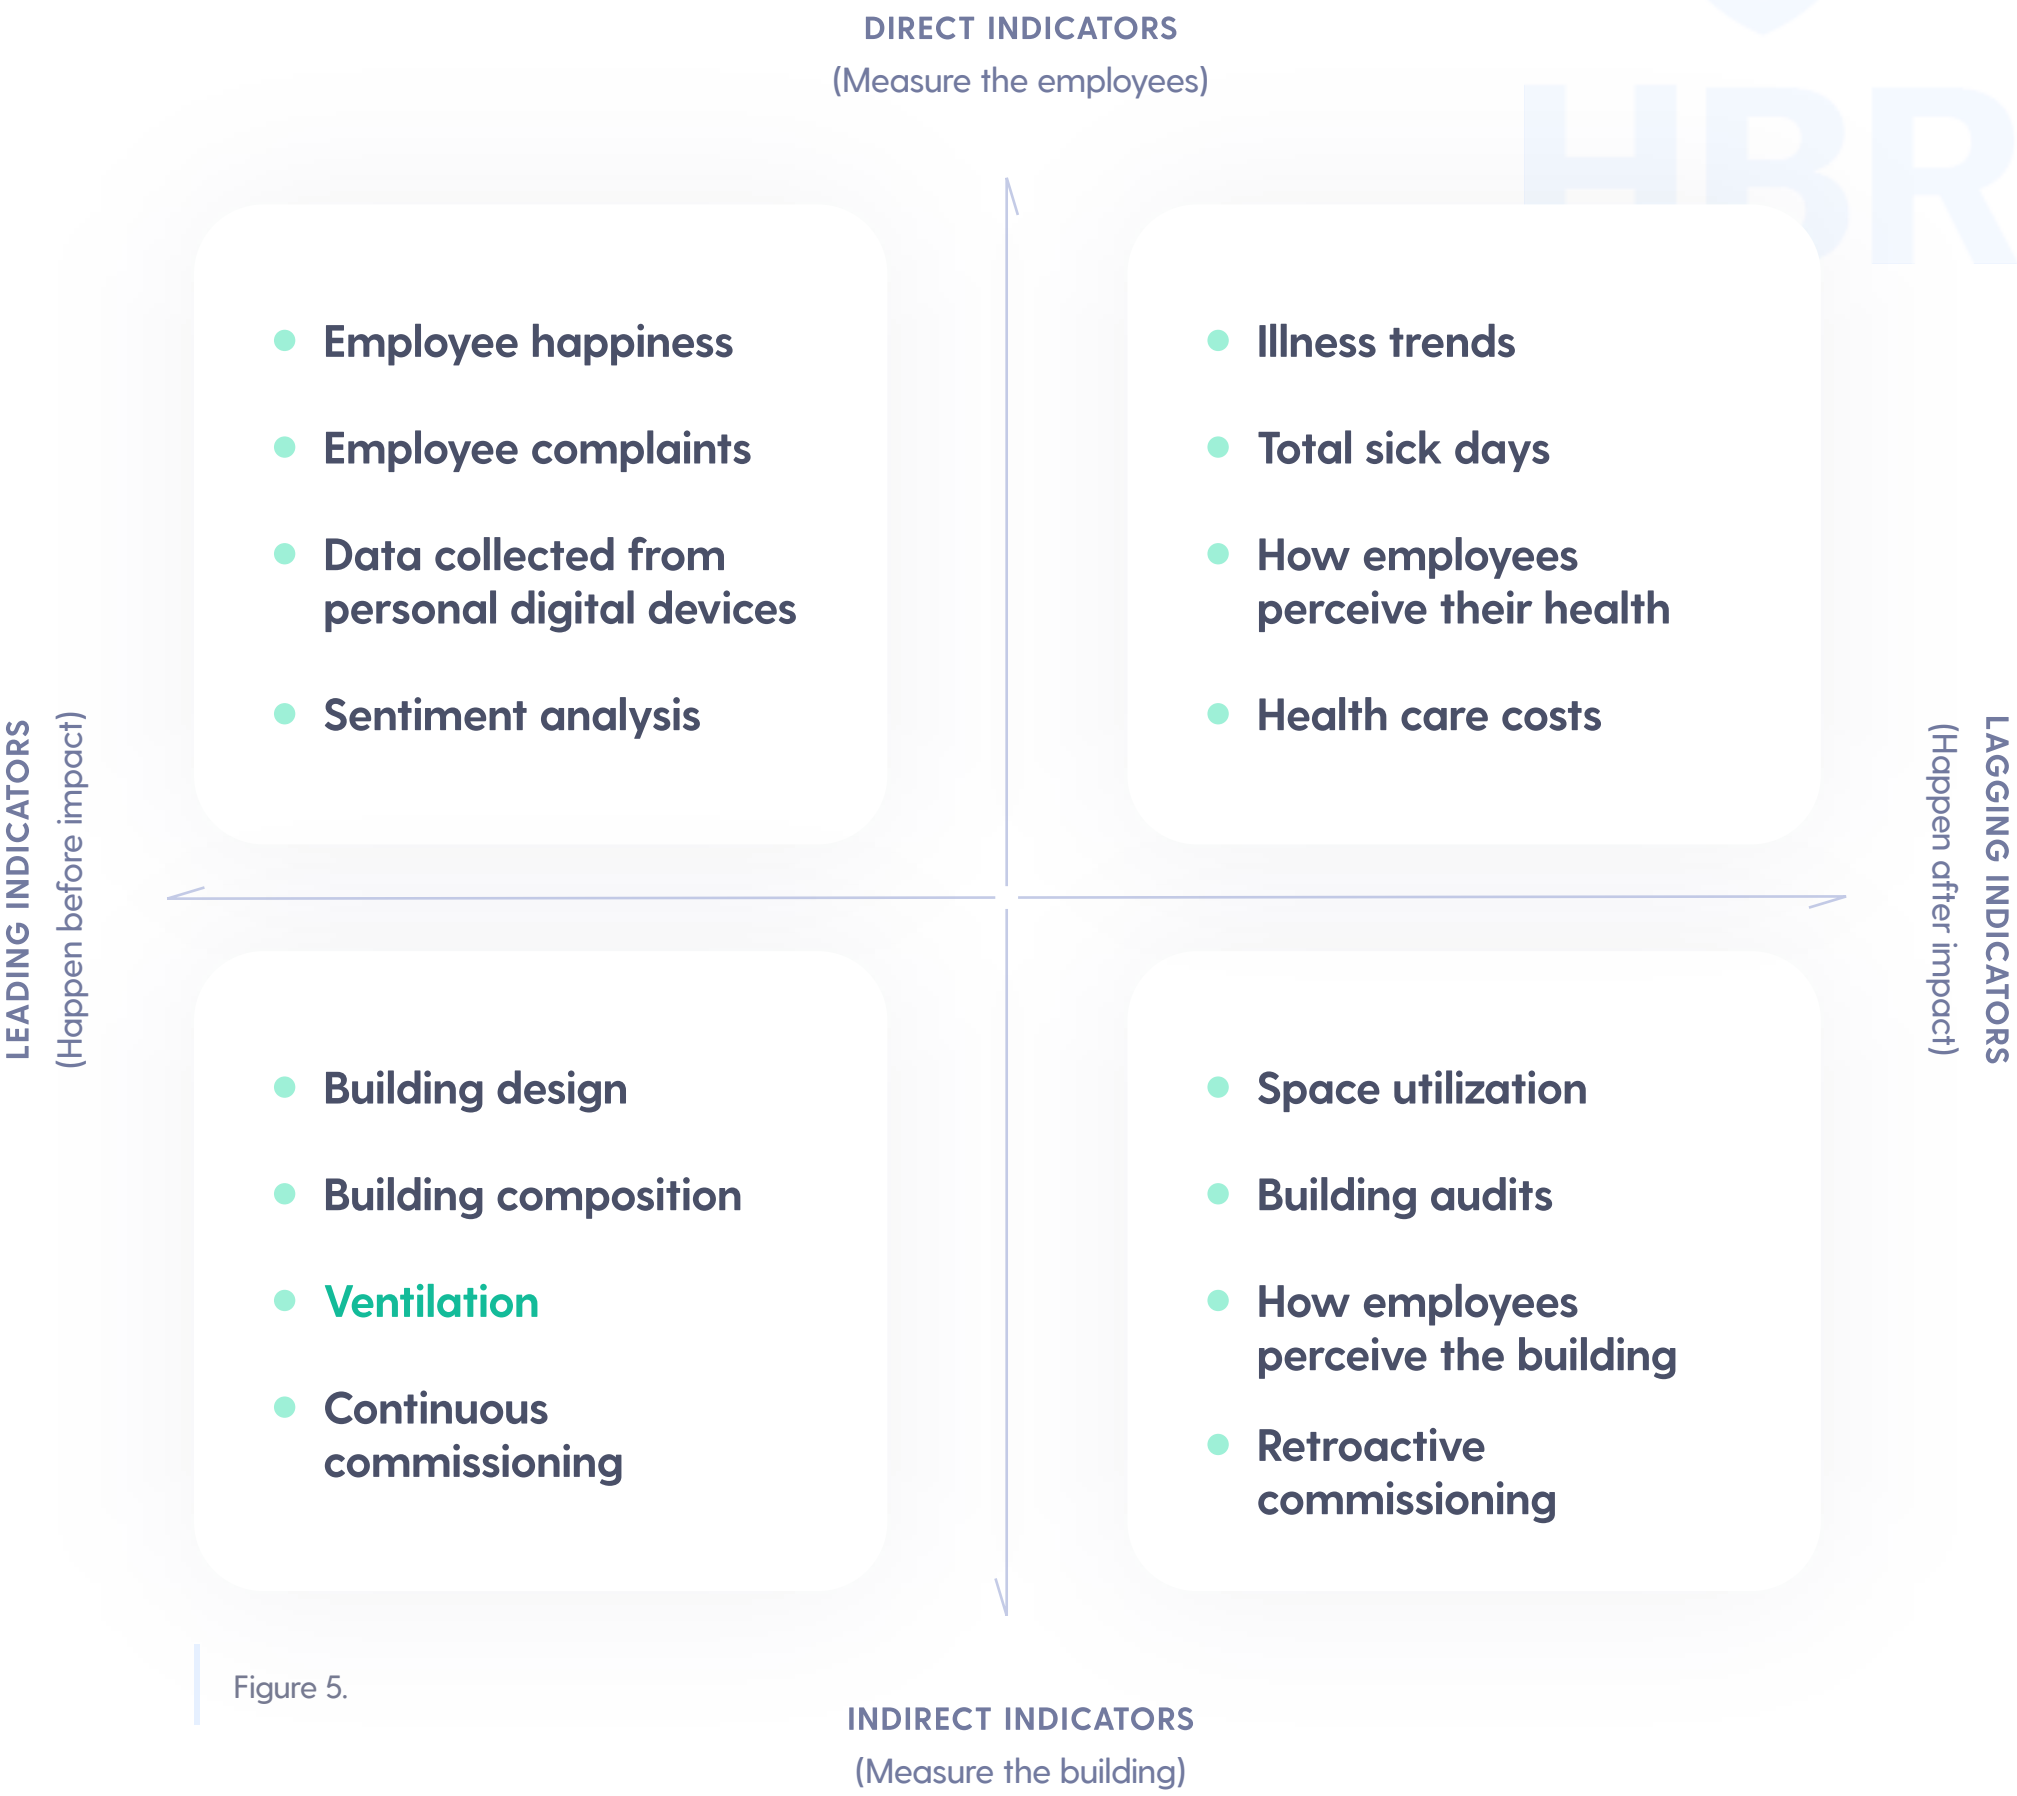 DIRECT INDICATORS
(Measure the employees)
HBR
Employee happiness
Employee complaints
Data collected from
personal digital devices
Sentiment analysis
Illness trends
Total sick days
How employees
perceive their health
Health care costs
LEADING INDICATORS
(Happen before impact)
LAGGING INDICATORS
(Happen after impact)
Building design
Building composition
Ventilation
Continuous
commissioning
Space utilization
Building audits
How employees
perceive the building
Retroactive
commissioning
Figure 5.
INDIRECT INDICATORS
(Measure the building)